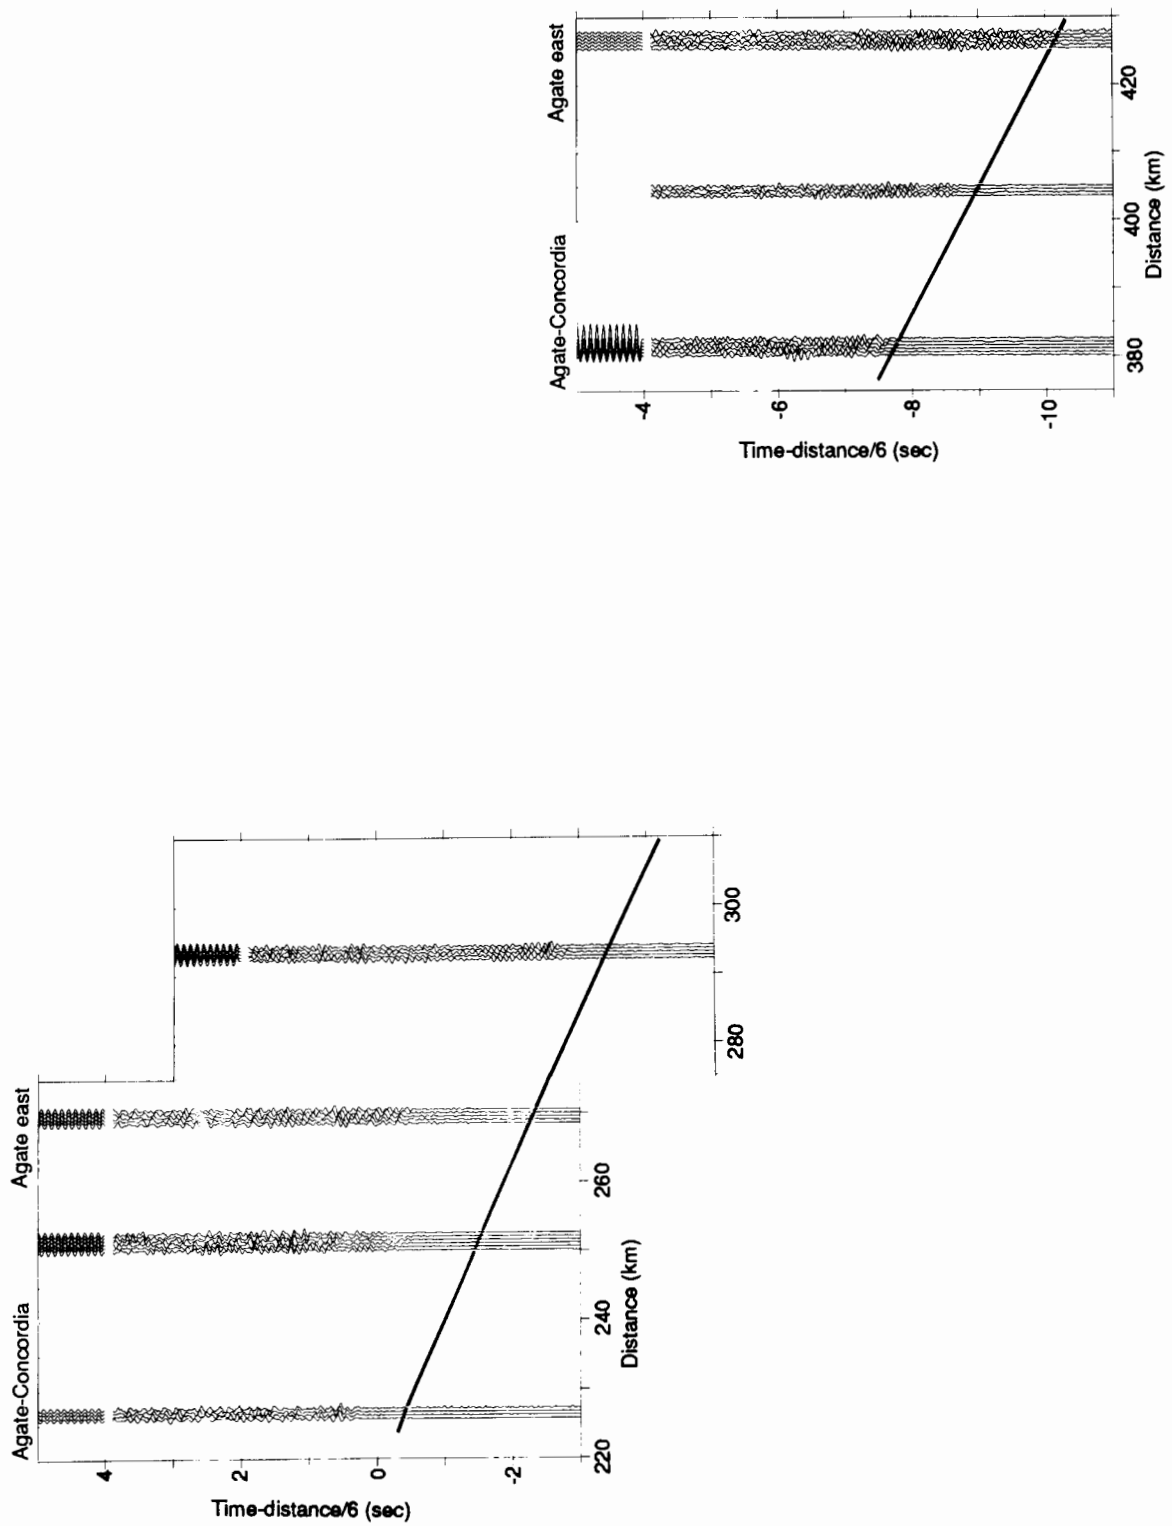 Agate-Concordia
Agate east
4
2
0
-2
Time-distance/6 (sec)
220
240
260
280
300
Distance (km)
Agate-Concordia
Agate east
-4
-6
-8
-10
Time-distance/6 (sec)
380
400
420
Distance (km)